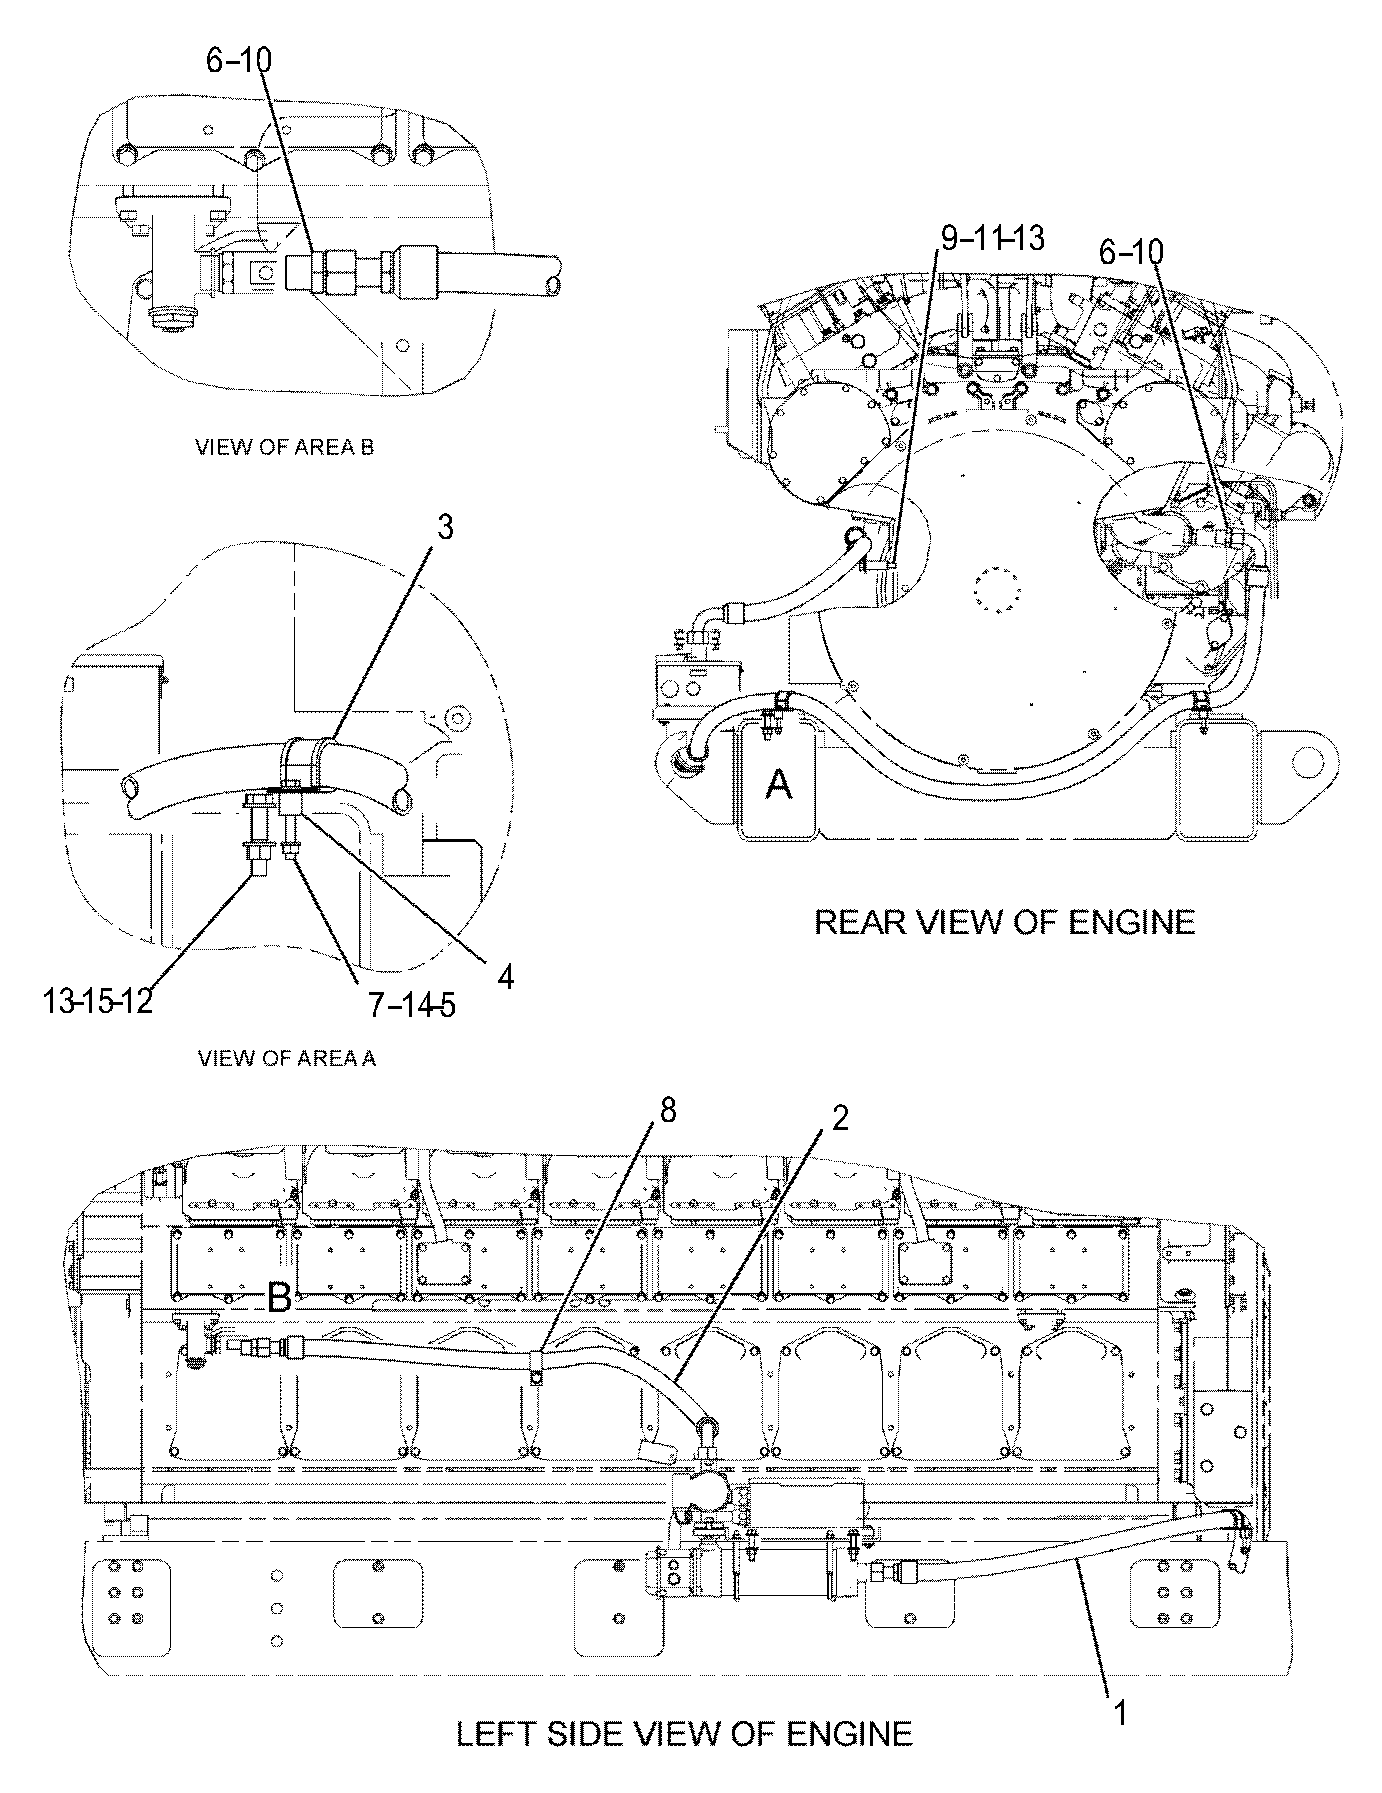 6-10
VIEW OF AREA B
9-11-13
6-10
A
REAR VIEW OF ENGINE
3
4
13-15-12
7-14-5
VIEW OF AREA A
8
2
B
1
LEFT SIDE VIEW OF ENGINE